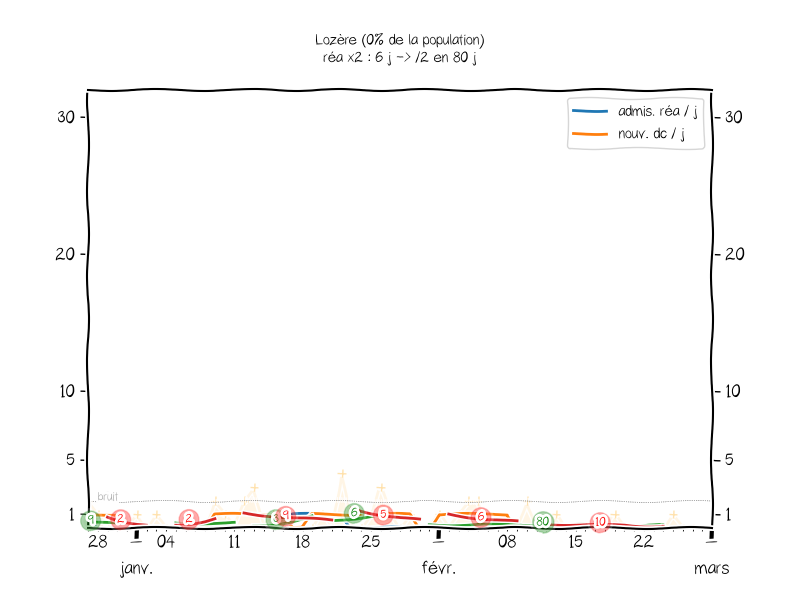 Lozère (0% de la population)
réa x2 : 6 j -> /2 en 80 j
admis. réa / j
nouv. dc / j
30 30
20 20
10 10
5 5
bruit
1 1
9 2 2 3 9 6 5 6 80 10
28 04 11 18 25 08 15 22
janv. févr. mars